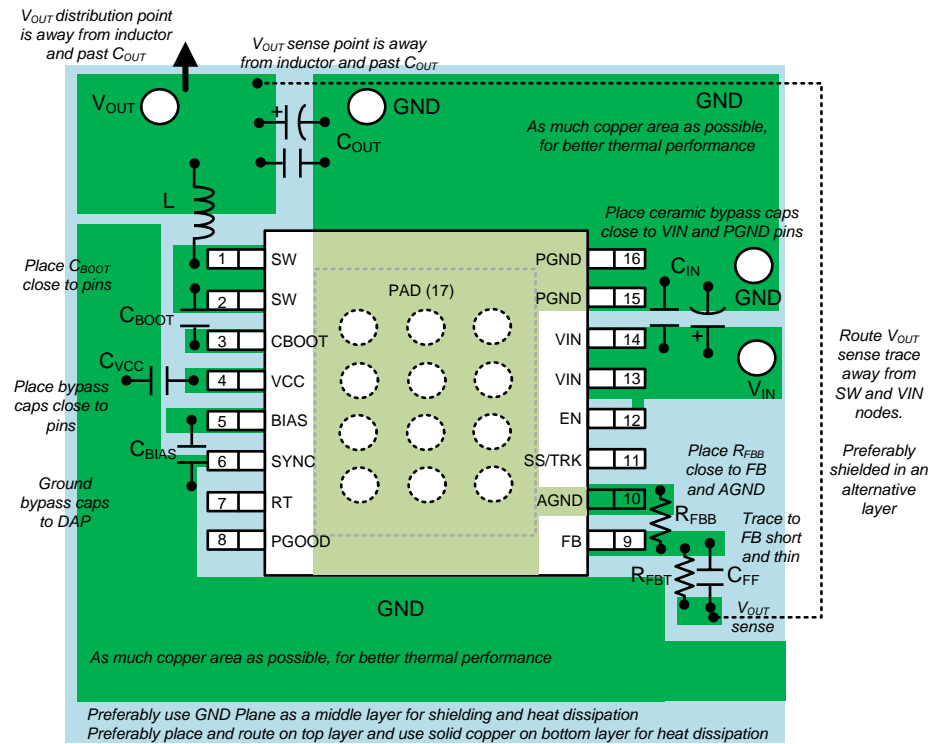 VOUT distribution point
is away from inductor
and past COUT
VOUT sense point is away
from inductor and past COUT
VOUT
GND
GND
+
COUT
As much copper area as possible,
for better thermal performance
L
Place ceramic bypass caps
close to VIN and PGND pins
Place CBOOT
close to pins
1
SW
PGND
16
CIN
GND
PAD (17)
2
SW
PGND
15
CBOOT
+
3
CBOOT
VIN
14
Route VOUT
sense trace
away from
SW and VIN
nodes.
CVCC
4
VCC
VIN
13
VIN
Place bypass
caps close to
pins
5
BIAS
EN
12
CBIAS
6
SYNC
SS/TRK
11
Place RFBB
close to FB
and AGND
Preferably
shielded in an
alternative
layer
Ground
bypass caps
to DAP
7
RT
AGND
10
RFBB
Trace to
FB short
and thin
8
PGOOD
FB
9
RFBT
CFF
VOUT
sense
GND
As much copper area as possible, for better thermal performance
Preferably use GND Plane as a middle layer for shielding and heat dissipation
Preferably place and route on top layer and use solid copper on bottom layer for heat dissipation